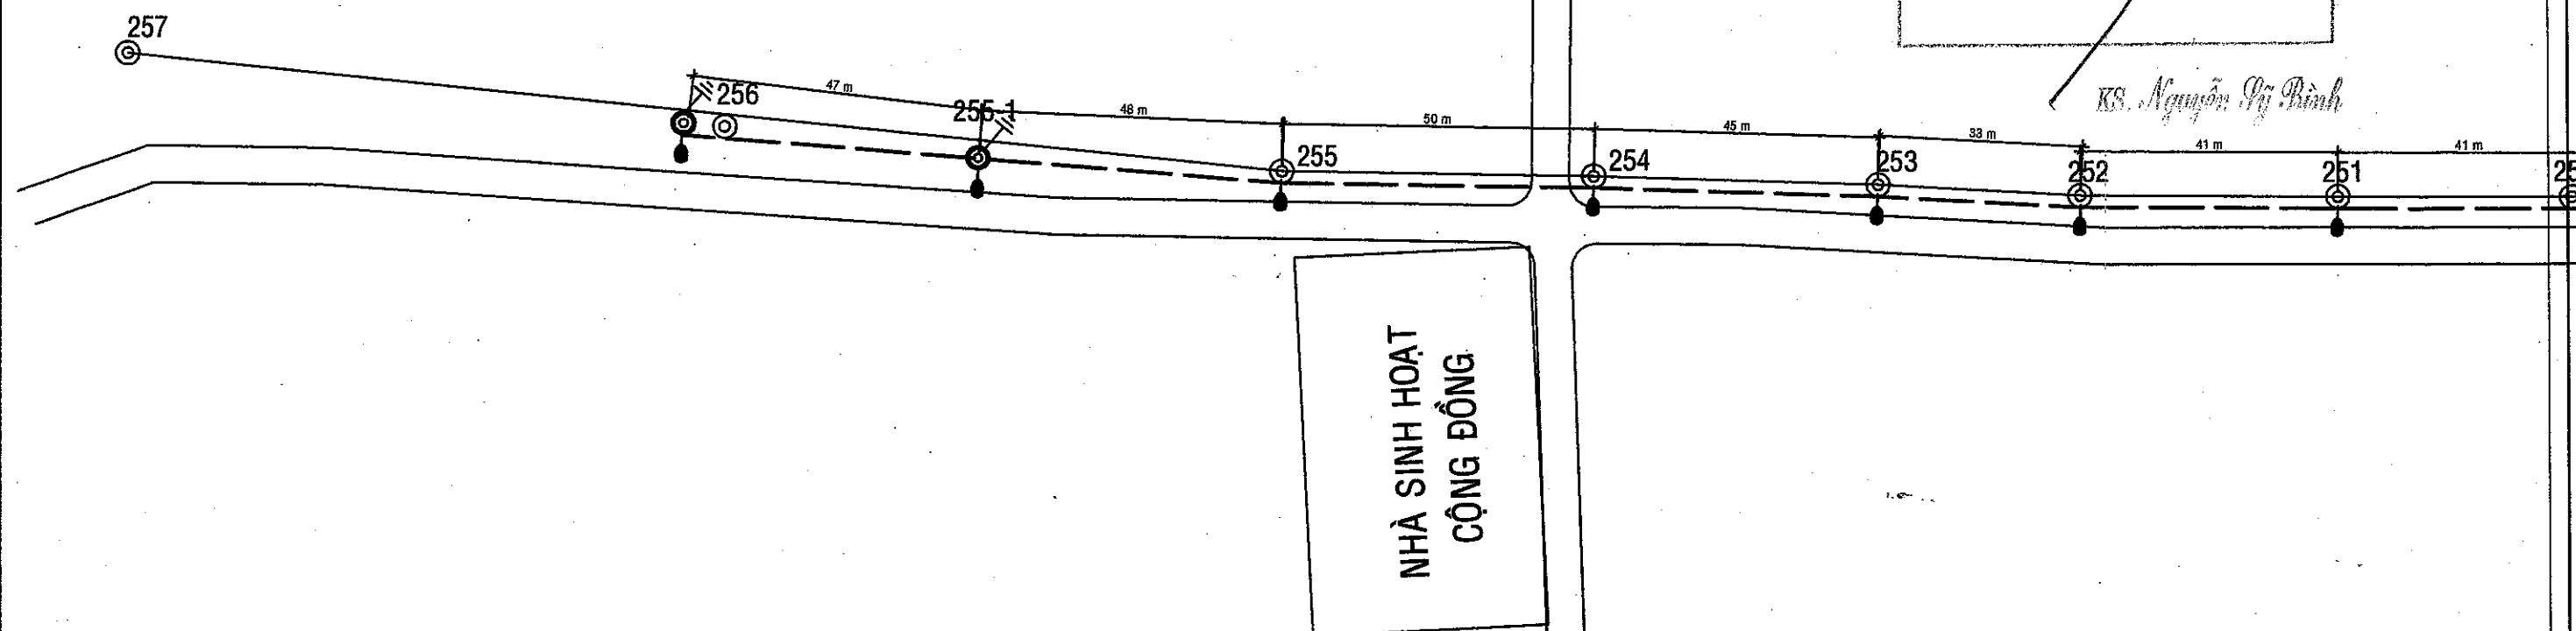 257
256
47 m
255-1
48 m
255
50 m
254
45 m
253
33 m
252
41 m
251
41 m
25
KS. Nguyễn Sỹ Bình
NHÀ SINH HOẠT
CỘNG ĐỒNG